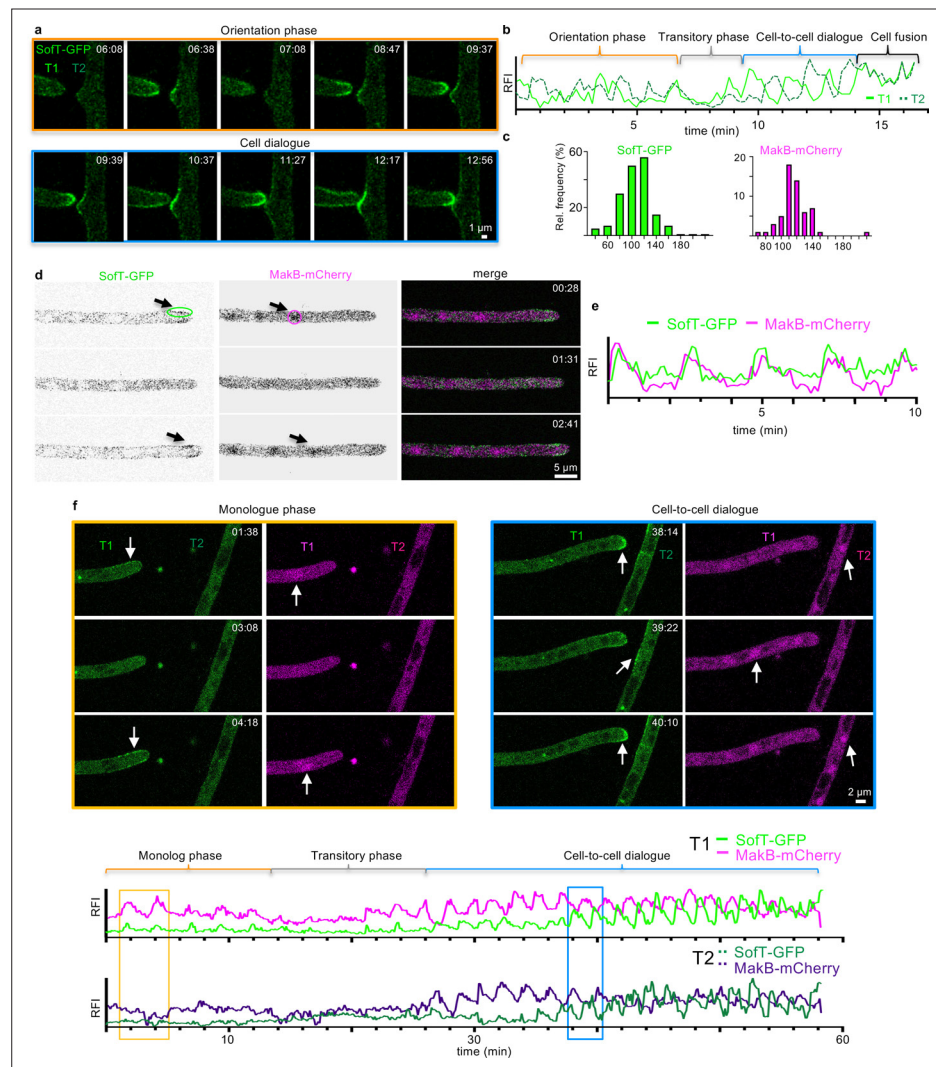 a
Orientation phase
SofT-GFP
T1 T2
06:08
06:38
07:08
08:47
09:37
Cell dialogue
09:39
10:37
11:27
12:17
12:56
1 µm
b
Orientation phase Transitory phase Cell-to-cell dialogue Cell fusion
RFI
T1 T2
5 10 15
time (min)
c
SofT-GFP
Rel. frequency (%)
60
20
60 100 140 180
MakB-mCherry
20
10
0
60 80 100 140 180
d
SofT-GFP MakB-mCherry merge
00:28
01:31
02:41
5 µm
e
SofT-GFP MakB-mCherry
RFI
5 10
time (min)
f
Monologue phase
T1 T2 01:38 T1 T2
03:08
04:18
Cell-to-cell dialogue
T1 38:14 T2 T1 T2
39:22
40:10
2 µm
Monolog phase Transitory phase Cell-to-cell dialogue
T1 SofT-GFP
MakB-mCherry
RFI
T2 SofT-GFP
MakB-mCherry
RFI
10 30 60
time (min)